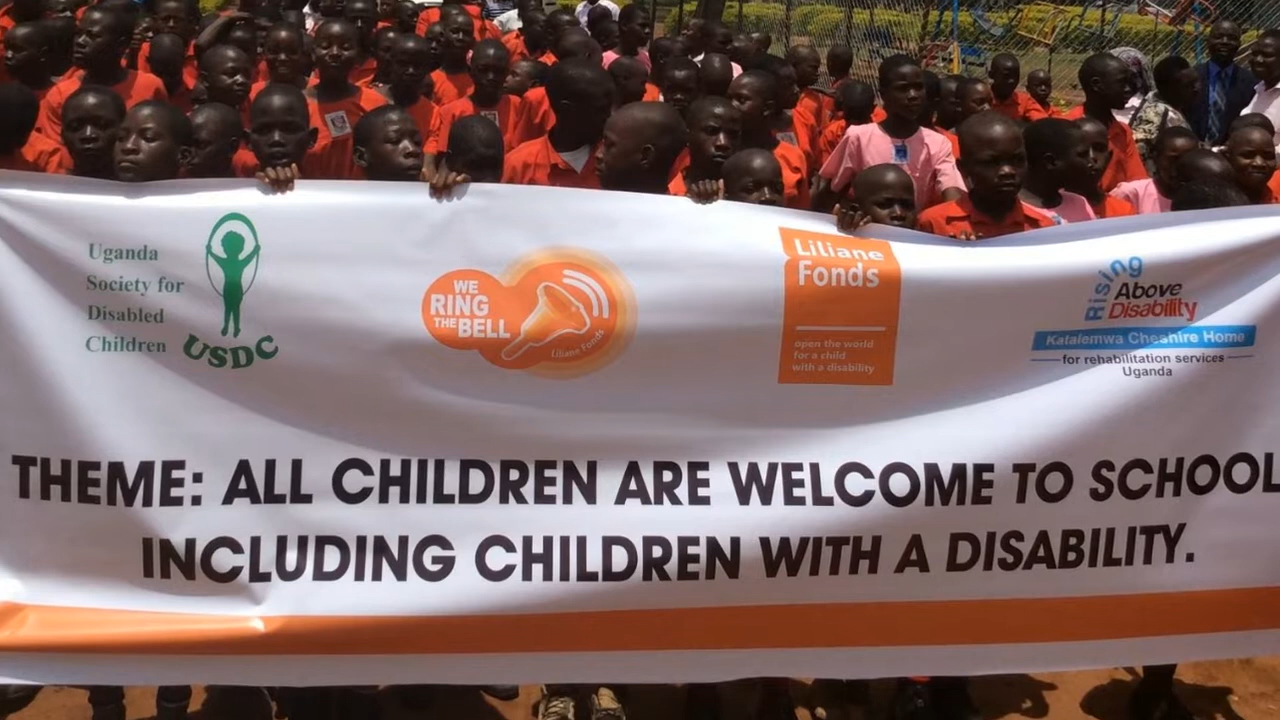 Uganda
Society for
Disabled
Children
USDC
WE
RING
THE BELL
Liliane Fonds
Liliane
Fonds
open the world
for a child
with a disability
Rising
Above
Disability
Katalemwa Cheshire Home
for rehabilitation services
Uganda
THEME: ALL CHILDREN ARE WELCOME TO SCHOOL
INCLUDING CHILDREN WITH A DISABILITY.